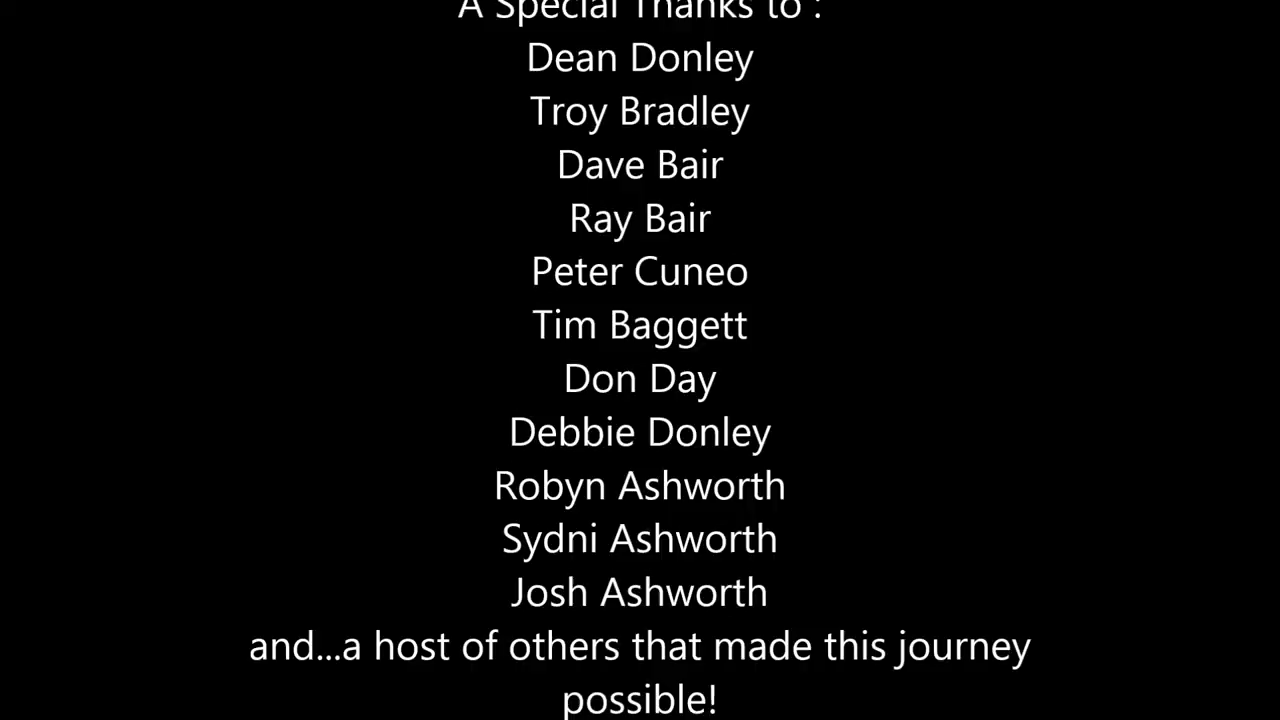 A Special Thanks to :
Dean Donley
Troy Bradley
Dave Bair
Ray Bair
Peter Cuneo
Tim Baggett
Don Day
Debbie Donley
Robyn Ashworth
Sydni Ashworth
Josh Ashworth
and...a host of others that made this journey
possible!